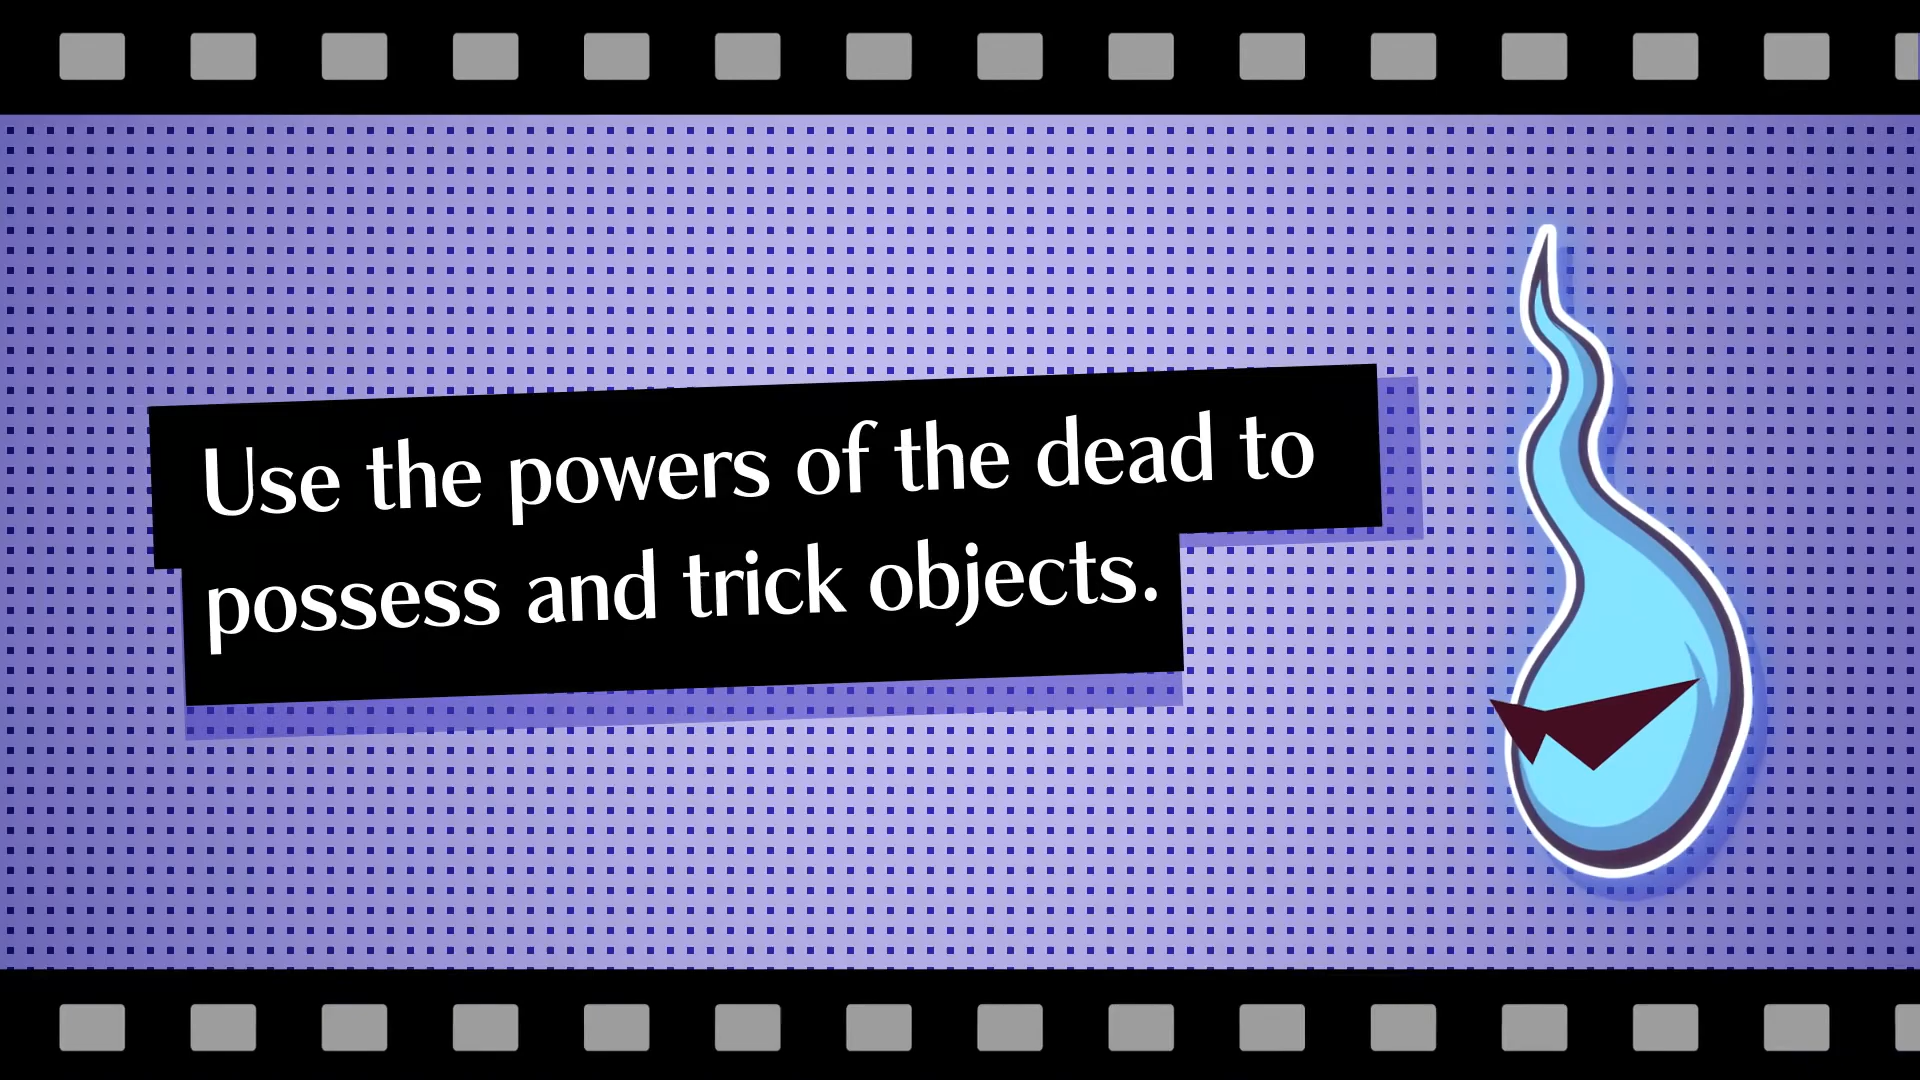 Use the powers of the dead to
possess and trick objects.